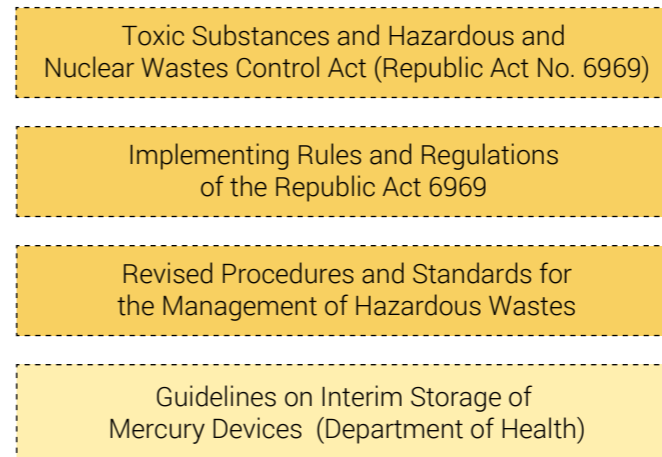 Toxic Substances and Hazardous and
Nuclear Wastes Control Act (Republic Act No. 6969)
Implementing Rules and Regulations
of the Republic Act 6969
Revised Procedures and Standards for
the Management of Hazardous Wastes
Guidelines on Interim Storage of
Mercury Devices (Department of Health)